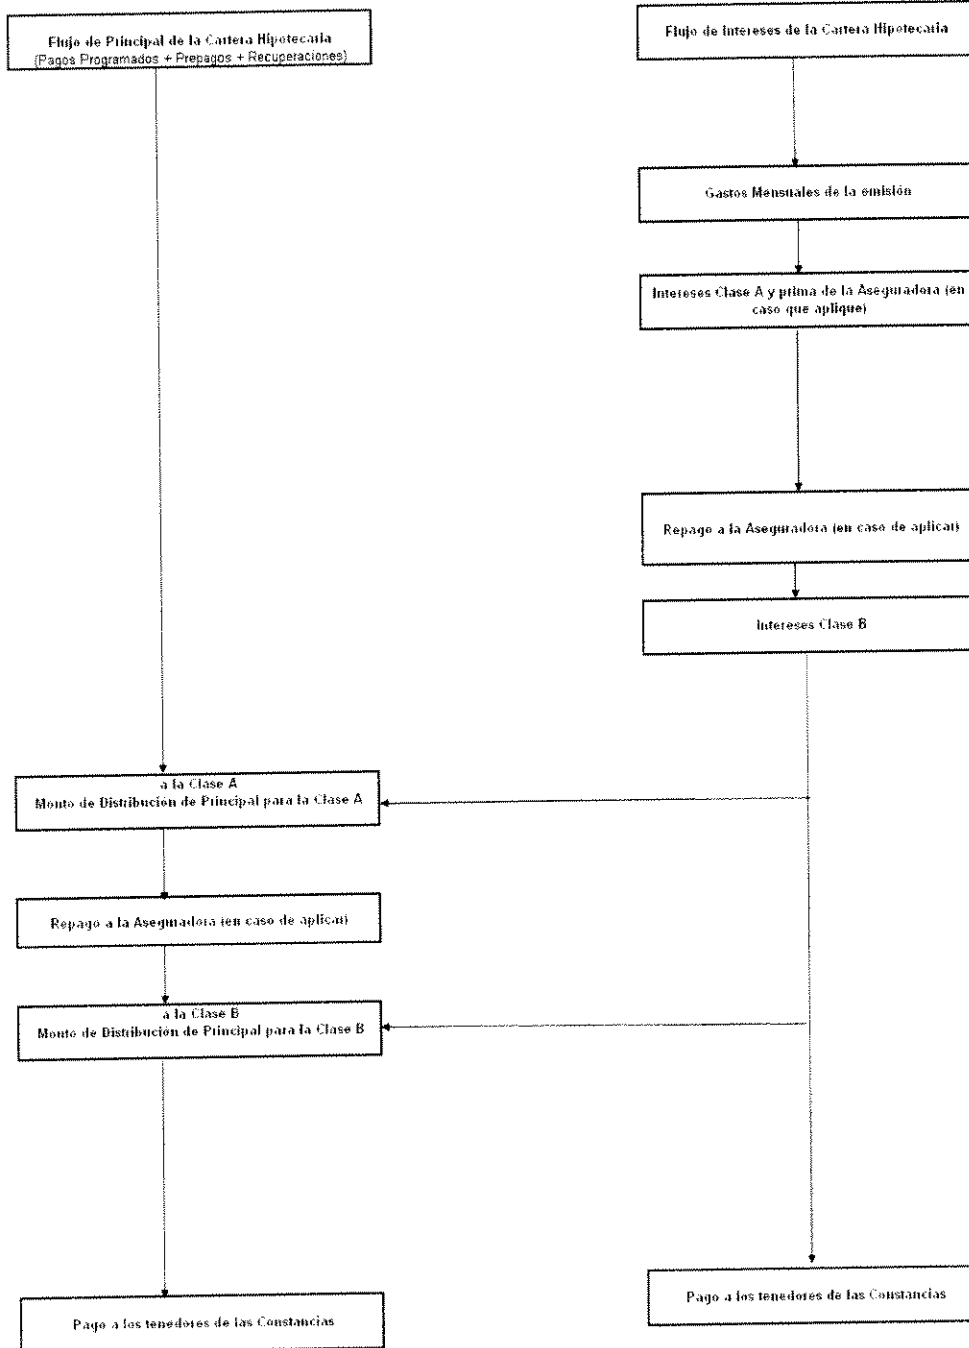 Flujo de Principal de la Cartera Hipotecaria
(Pagos Programados + Prepagos + Recuperaciones)
Flujo de Intereses de la Cartera Hipotecaria
Gastos Mensuales de la emisión
Intereses Clase A y prima de la Aseguradora (en
caso que aplique)
Repago a la Aseguradora (en caso de aplicar)
Intereses Clase B
a la Clase A
Monto de Distribución de Principal para la Clase A
Repago a la Aseguradora (en caso de aplicar)
a la Clase B
Monto de Distribución de Principal para la Clase B
Pago a los tenedores de las Constancias
Pago a los tenedores de las Constancias